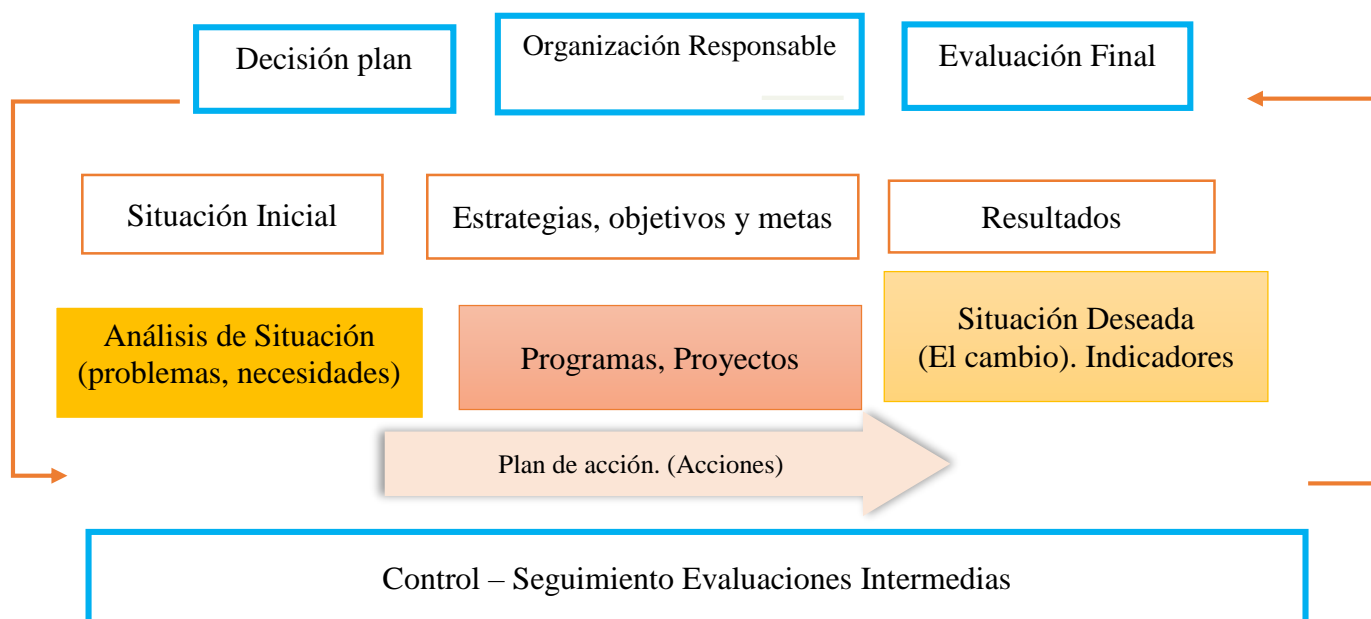 Decisión plan
Organización Responsable
Evaluación Final
Situación Inicial
Estrategias, objetivos y metas
Resultados
Análisis de Situación
(problemas, necesidades)
Programas, Proyectos
Situación Deseada
(El cambio). Indicadores
Plan de acción. (Acciones)
Control – Seguimiento Evaluaciones Intermedias